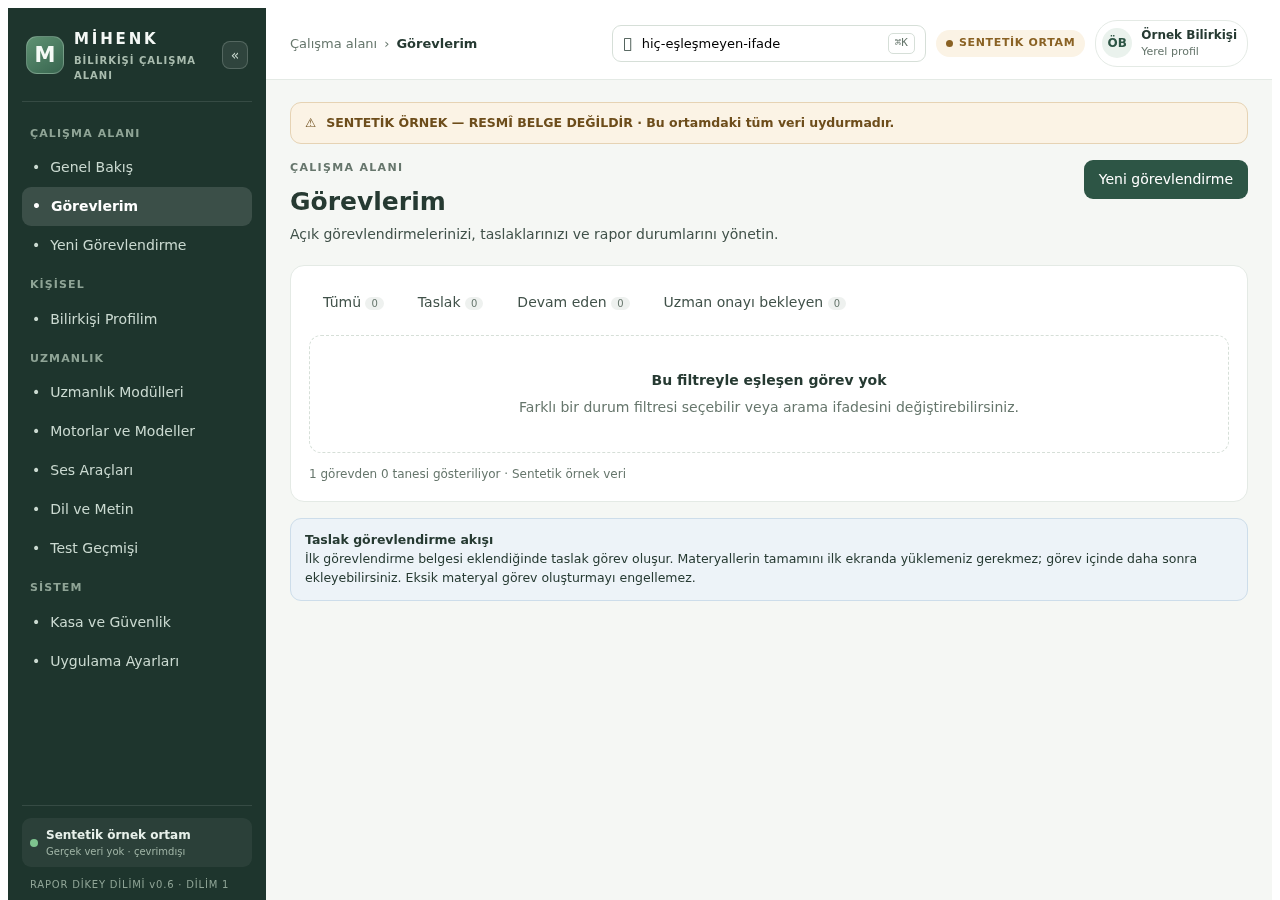 M
MİHENK
BİLİRKİŞİ ÇALIŞMA
ALANI
«
ÇALIŞMA ALANI
• Genel Bakış
• Görevlerim
• Yeni Görevlendirme
KİŞİSEL
• Bilirkişi Profilim
UZMANLIK
• Uzmanlık Modülleri
• Motorlar ve Modeller
• Ses Araçları
• Dil ve Metin
• Test Geçmişi
SİSTEM
• Kasa ve Güvenlik
• Uygulama Ayarları
Sentetik örnek ortam
Gerçek veri yok · çevrimdışı
RAPOR DİKEY DİLİMİ v0.6 · DİLİM 1
Çalışma alanı › Görevlerim
hiç-eşleşmeyen-ifade ⌘K
SENTETİK ORTAM
ÖB
Örnek Bilirkişi
Yerel profil
⚠ SENTETİK ÖRNEK — RESMÎ BELGE DEĞİLDİR · Bu ortamdaki tüm veri uydurmadır.
ÇALIŞMA ALANI
Görevlerim
Açık görevlendirmelerinizi, taslaklarınızı ve rapor durumlarını yönetin.
Yeni görevlendirme
Tümü 0 Taslak 0 Devam eden 0 Uzman onayı bekleyen 0
Bu filtreyle eşleşen görev yok
Farklı bir durum filtresi seçebilir veya arama ifadesini değiştirebilirsiniz.
1 görevden 0 tanesi gösteriliyor · Sentetik örnek veri
Taslak görevlendirme akışı
İlk görevlendirme belgesi eklendiğinde taslak görev oluşur. Materyallerin tamamını ilk ekranda yüklemeniz gerekmez; görev içinde daha sonra
ekleyebilirsiniz. Eksik materyal görev oluşturmayı engellemez.